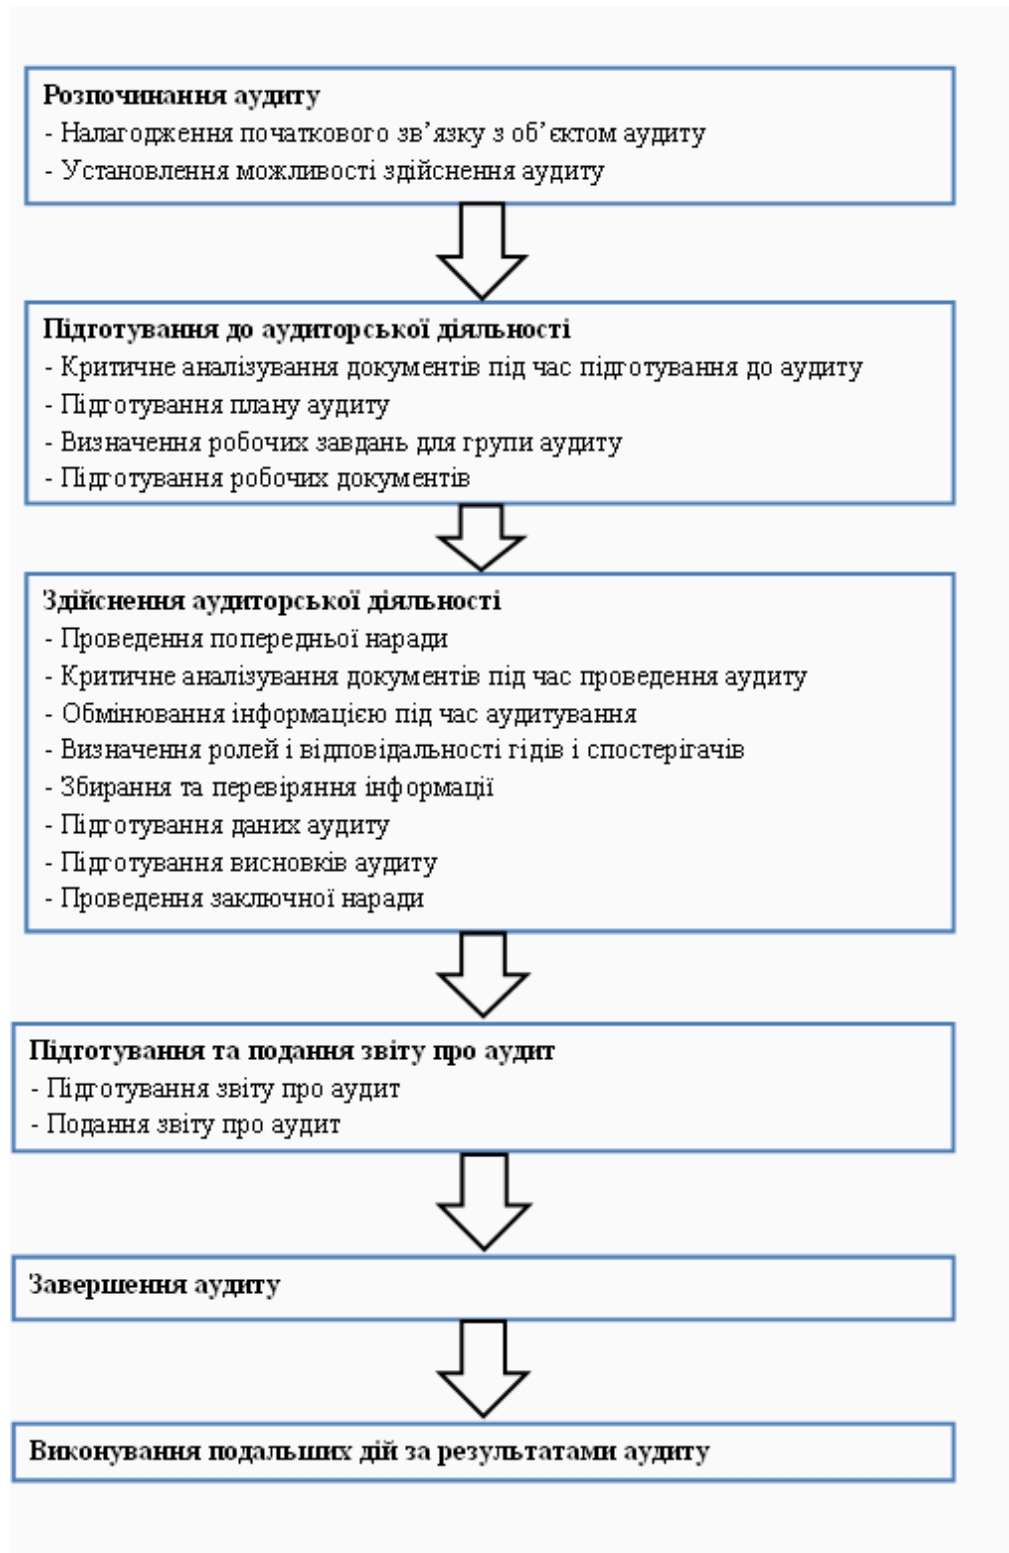 Розпочинання аудиту
- Налагодження початкового зв’язку з об’єктом аудиту
- Установлення можливості здійснення аудиту
Підготування до аудиторської діяльності
- Критичне аналізування документів під час підготування до аудиту
- Підготування плану аудиту
- Визначення робочих завдань для групи аудиту
- Підготування робочих документів
Здійснення аудиторської діяльності
- Проведення попередньої наради
- Критичне аналізування документів під час проведення аудиту
- Обмінювання інформацією під час аудитування
- Визначення ролей і відповідальності гідів і спостерігачів
- Збирання та перевіряння інформації
- Підготування даних аудиту
- Підготування висновків аудиту
- Проведення заключної наради
Підготування та подання звіту про аудит
- Підготування звіту про аудит
- Подання звіту про аудит
Завершення аудиту
Виконування подальших дій за результатами аудиту